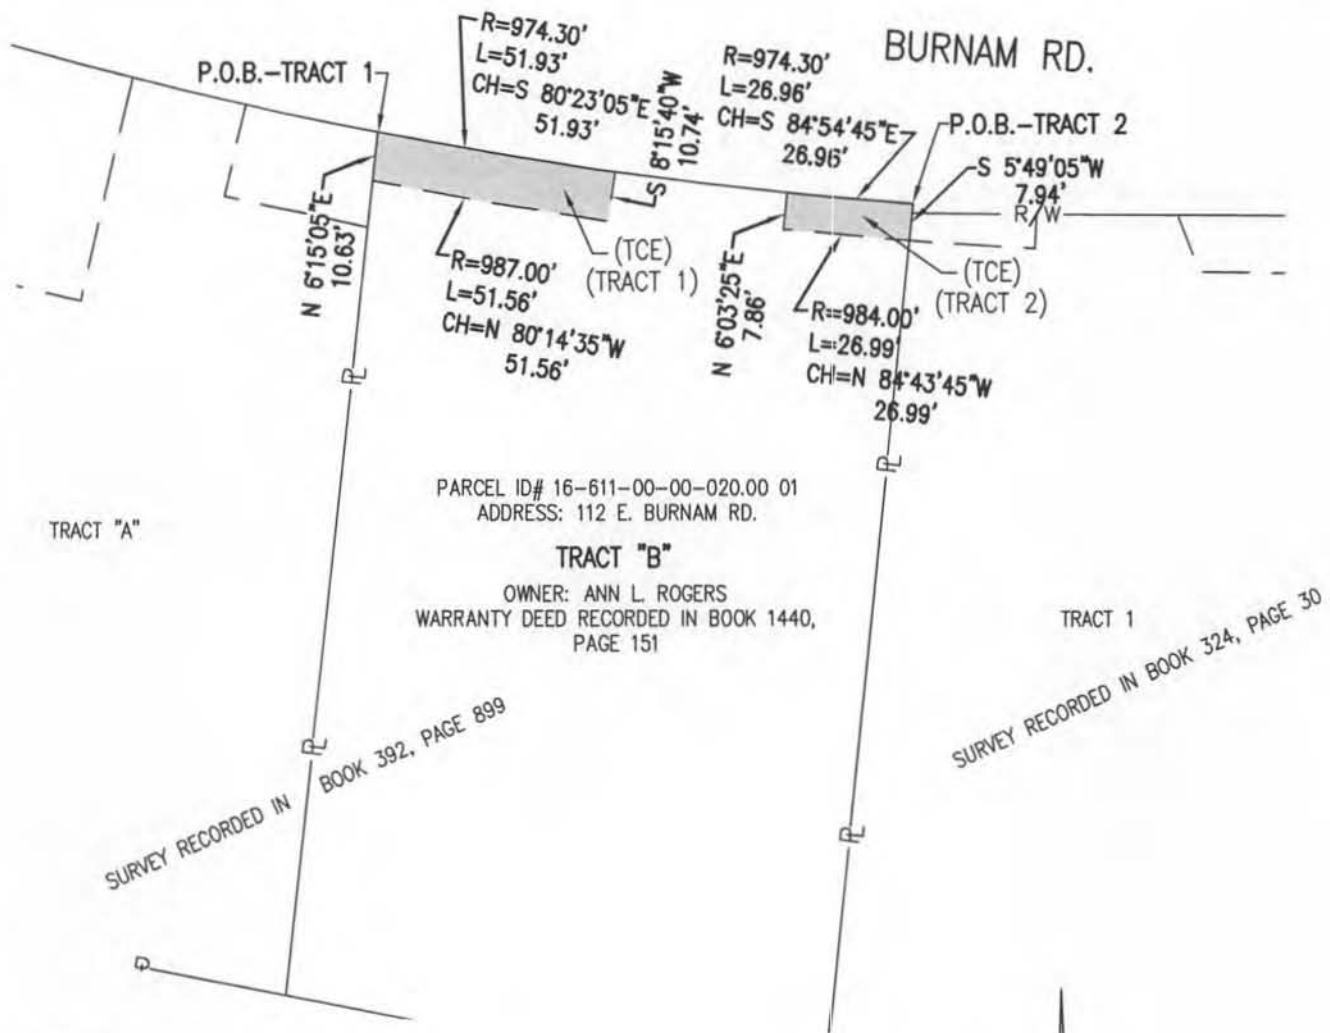 BURNAM RD.
P.O.B.-TRACT 1
R=974.30'
L=51.93'
CH=S 80°23'05"E
51.93'
S 8°15'40"W
10.74'
R=974.30'
L=26.96'
CH=S 84°54'45"E
26.96'
P.O.B.-TRACT 2
S 5°49'05"W
7.94'
R/W
N 6°15'05"E
10.63'
R=987.00'
L=51.56'
CH=N 80°14'35"W
51.56'
(TCE)
(TRACT 1)
N 6°03'25"E
7.86'
R=984.00'
L=26.99'
CH=N 84°43'45"W
26.99'
(TCE)
(TRACT 2)
PL
PL
PARCEL ID# 16-611-00-00-020.00 01
ADDRESS: 112 E. BURNAM RD.
TRACT "A"
TRACT "B"
OWNER: ANN L. ROGERS
WARRANTY DEED RECORDED IN BOOK 1440,
PAGE 151
TRACT 1
SURVEY RECORDED IN BOOK 324, PAGE 30
SURVEY RECORDED IN BOOK 392, PAGE 899
PL
PL